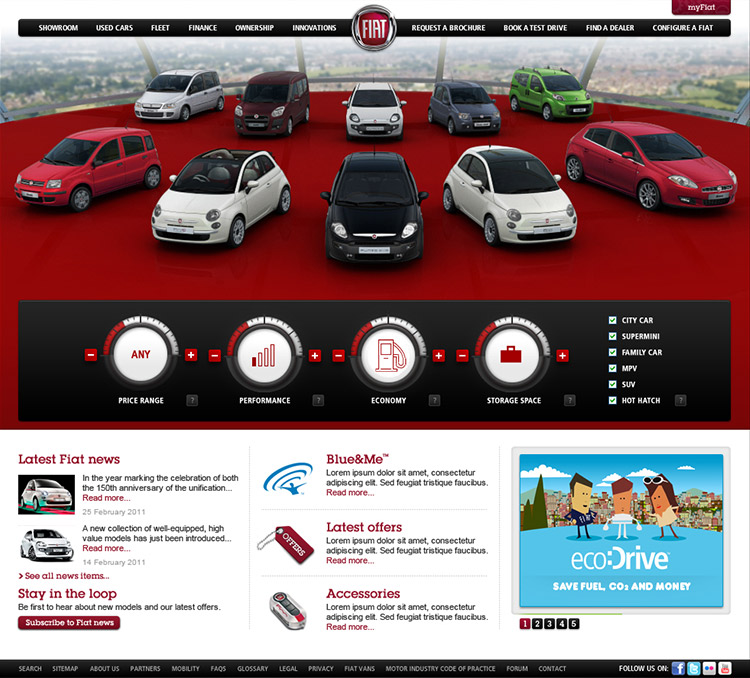 myFiat
SHOWROOM USED CARS FLEET FINANCE OWNERSHIP INNOVATIONS FIAT REQUEST A BROCHURE BOOK A TEST DRIVE FIND A DEALER CONFIGURE A FIAT
ANY
PRICE RANGE ? PERFORMANCE ? ECONOMY ? STORAGE SPACE ?
CITY CAR
SUPERMINI
FAMILY CAR
MPV
SUV
HOT HATCH ?
Latest Fiat news
In the year marking the celebration of both
the 150th anniversary of the unification...
Read more...
25 February 2011
A new collection of well-equipped, high
value models has just been introduced...
Read more...
14 February 2011
> See all news items...
Stay in the loop
Be first to hear about new models and our latest offers.
Subscribe to Fiat news
Blue&Me™
Lorem ipsum dolor sit amet, consectetur
adipiscing elit. Sed feugiat tristique faucibus.
Read more...
OFFERS
Latest offers
Lorem ipsum dolor sit amet, consectetur
adipiscing elit. Sed feugiat tristique faucibus.
Read more...
Accessories
Lorem ipsum dolor sit amet, consectetur
adipiscing elit. Sed feugiat tristique faucibus.
Read more...
eco:Drive™
SAVE FUEL, CO2 AND MONEY
1 2 3 4 5
SEARCH SITEMAP ABOUT US PARTNERS MOBILITY FAQS GLOSSARY LEGAL PRIVACY FIAT VANS MOTOR INDUSTRY CODE OF PRACTICE FORUM CONTACT FOLLOW US ON: